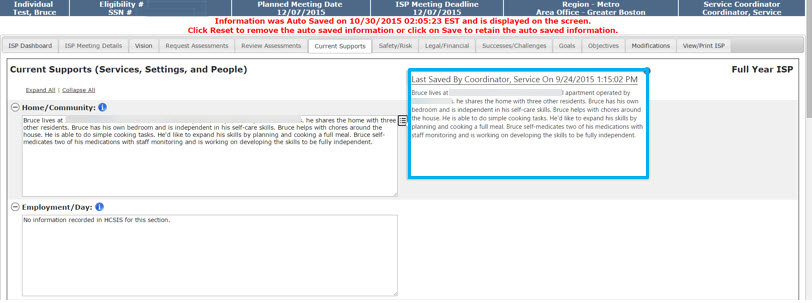 Individual Eligibility # Planned Meeting Date ISP Meeting Deadline Region - Metro Service Coordinator
Test, Bruce SSN # 12/07/2015 12/07/2015 Area Office - Greater Boston Coordinator, Service
Information was Auto Saved on 10/30/2015 02:05:23 EST and is displayed on the screen.
Click Reset to remove the auto saved information or click on Save to retain the auto saved information.
ISP Dashboard ISP Meeting Details Vision Request Assessments Review Assessments Current Supports Safety/Risk Legal/Financial Successes/Challenges Goals Objectives Modifications View/Print ISP
Current Supports (Services, Settings, and People)
Full Year ISP
Expand All | Collapse All
Home/Community:
Bruce lives at s. he shares the home with three
other residents. Bruce has his own bedroom and is independent in his self-care skills. Bruce helps with chores around the
house. He is able to do simple cooking tasks. He'd like to expand his skills by planning and cooking a full meal. Bruce self-
medicates two of his medications with staff monitoring and is working on developing the skills to be fully independent.
Last Saved By Coordinator, Service On 9/24/2015 1:15:02 PM
Bruce lives at apartment operated by
s. he shares the home with three other residents. Bruce has his own
bedroom and is independent in his self-care skills. Bruce helps with chores around
the house. He is able to do simple cooking tasks. He'd like to expand his skills by
planning and cooking a full meal. Bruce self-medicates two of his medications with
staff monitoring and is working on developing the skills to be fully independent.
Employment/Day:
No information recorded in HCSIS for this section.